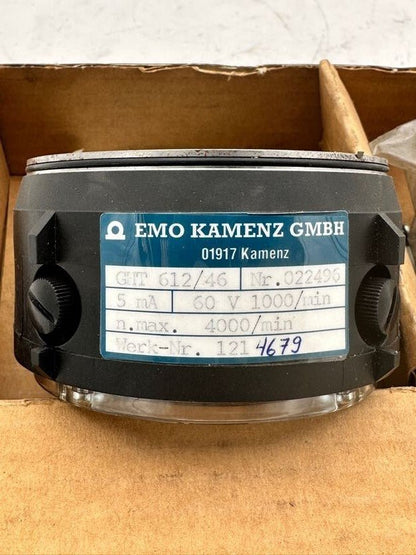 EMO KAMENZ GMBH
01917 Kamenz
GHT 612/46 Nr.022496
5 mA 60 V 1000/min
n.max. 4000/min
Werk-Nr. 121 4679